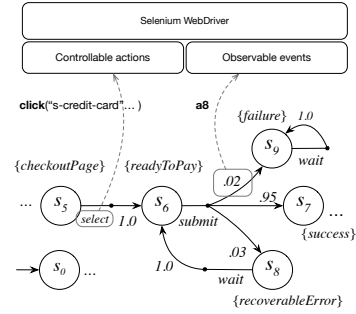 Selenium WebDriver
Controllable actions
Observable events
click("s-credit-card"... )
a8
{failure}
1.0
{checkoutPage}
{readyToPay}
S9
wait
.02
... S5
select
1.0
S6
submit
.95
S7 ...
{success}
1.0
.03
wait
S0 ...
S8
{recoverableError}